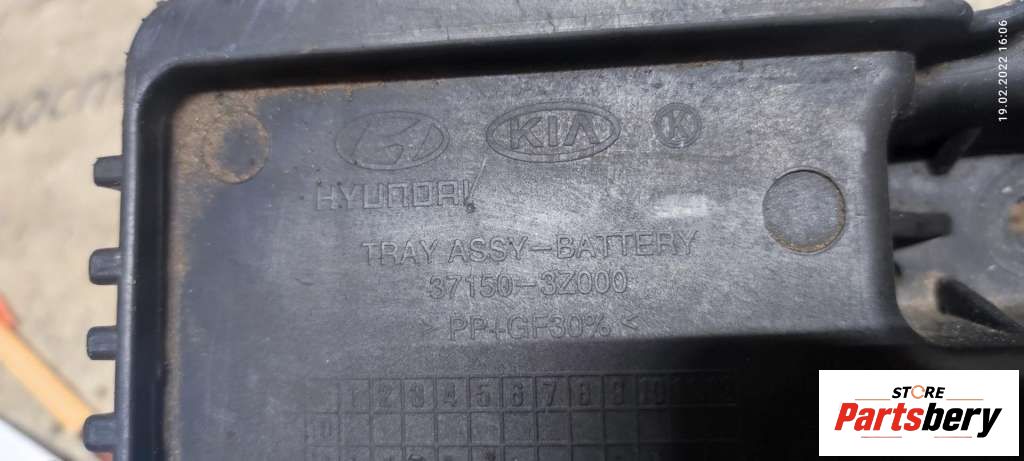 19.02.2022 16:06
KIA K
HYUNDAI
TRAY ASSY-BATTERY
37150-3Z000
> PP+GF30% <
1 2 3 4 5 6 7 8 9 10
STORE
Partsbery